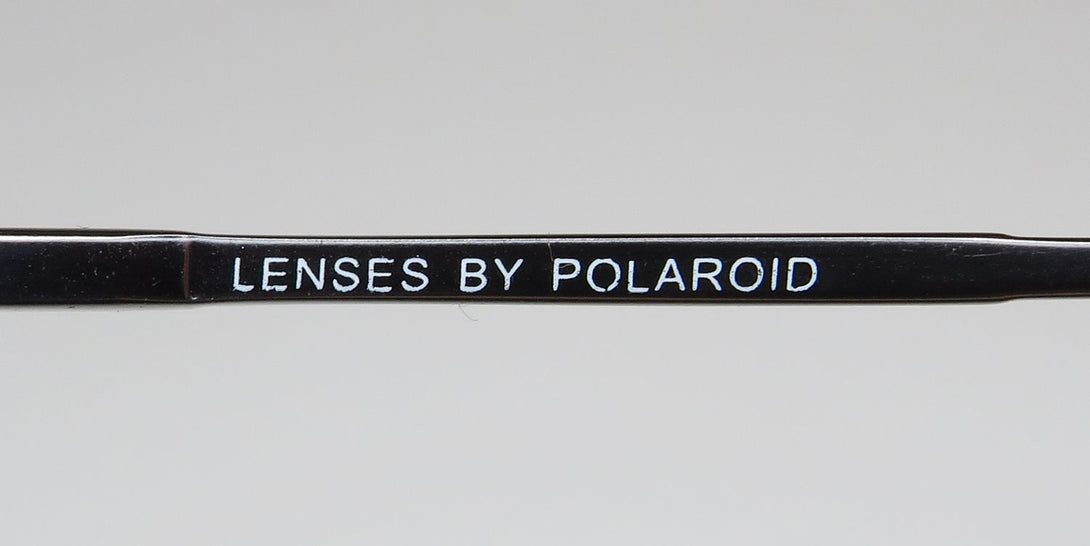 LENSES BY POLAROID